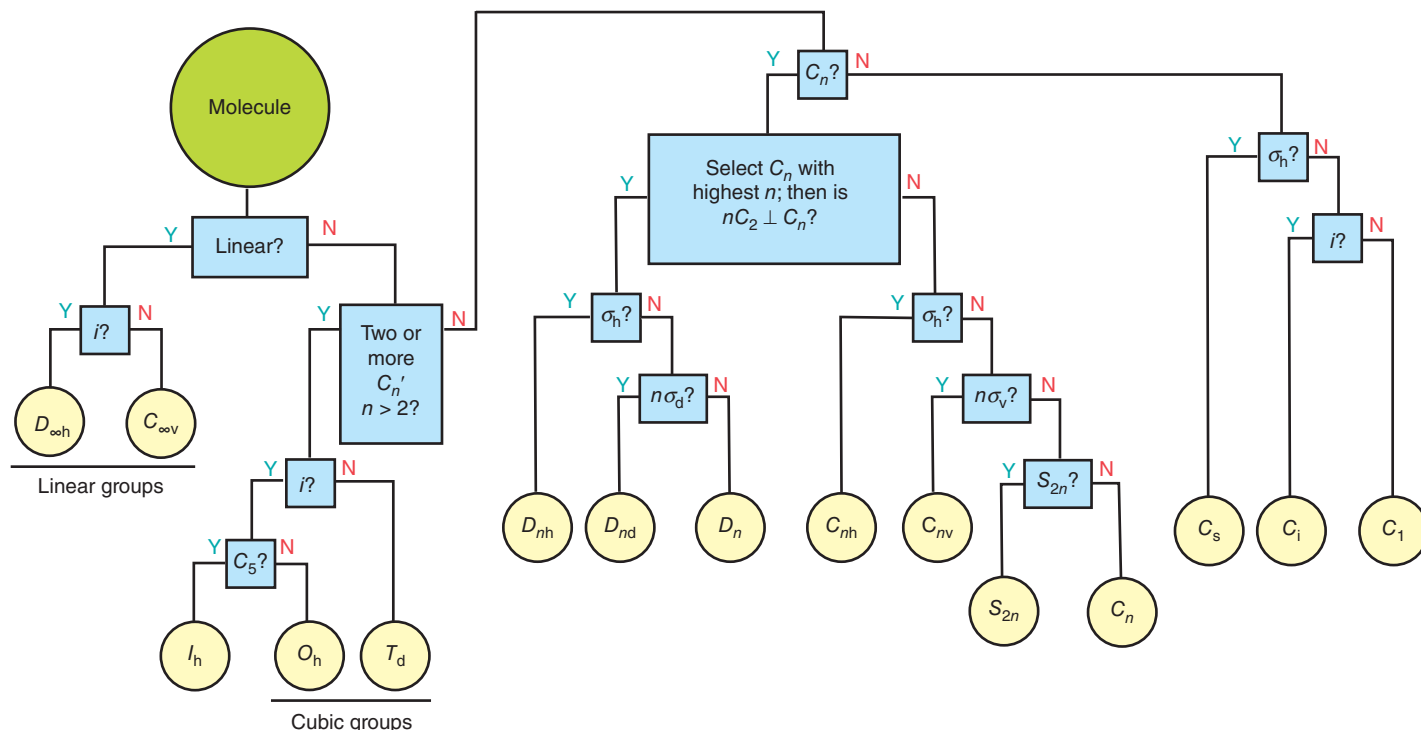 Molecule
Linear?
Y
N
i?
Y
N
D∞h
C∞v
Linear groups
Two or
more
Cn′
n > 2?
Y
N
i?
Y
N
C5?
Y
N
Ih
Oh
Td
Cubic groups
Y
Cn?
N
Select Cn with
highest n; then is
nC2 ⊥ Cn?
Y
N
Y
σh?
N
Y
nσd?
N
Dnh
Dnd
Dn
Y
σh?
N
Y
nσv?
N
Y
S2n?
N
Cnh
Cnv
S2n
Cn
Y
σh?
N
Y
i?
N
Cs
Ci
C1